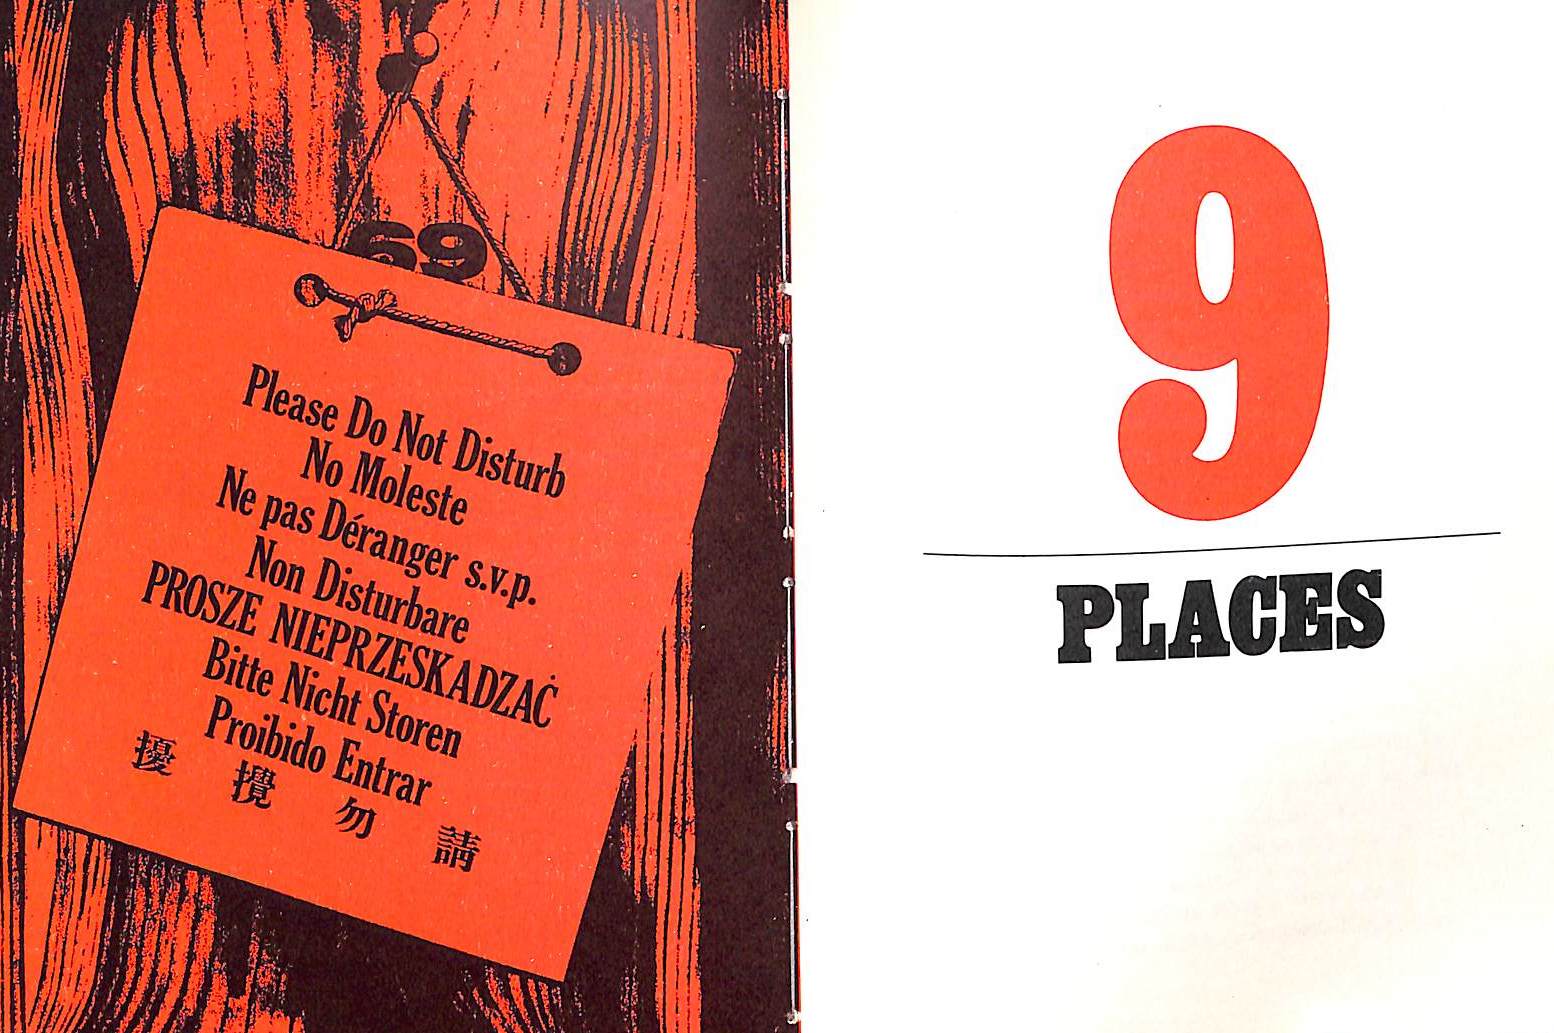 69
Please Do Not Disturb
No Moleste
Ne pas Déranger s.v.p.
Non Disturbare
PROSZE NIEPRZESKADZAĊ
Bitte Nicht Storen
Proibido Entrar
擾攪勿請
9
PLACES